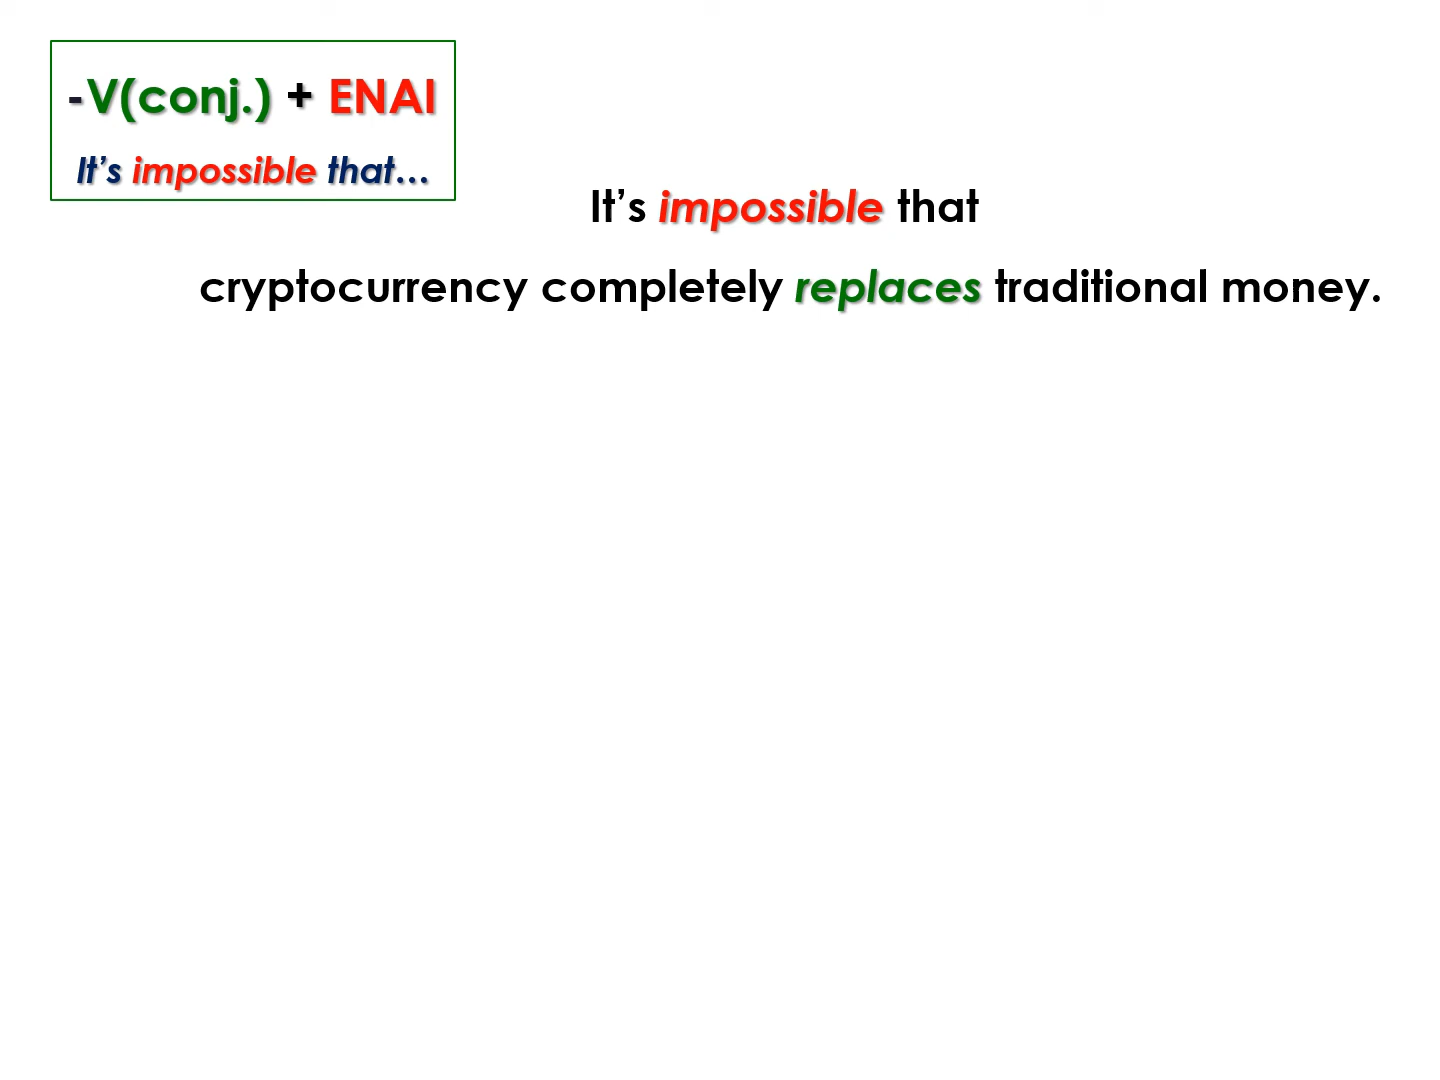 -V(conj.) + ENAI
It’s impossible that…
It’s impossible that
cryptocurrency completely replaces traditional money.